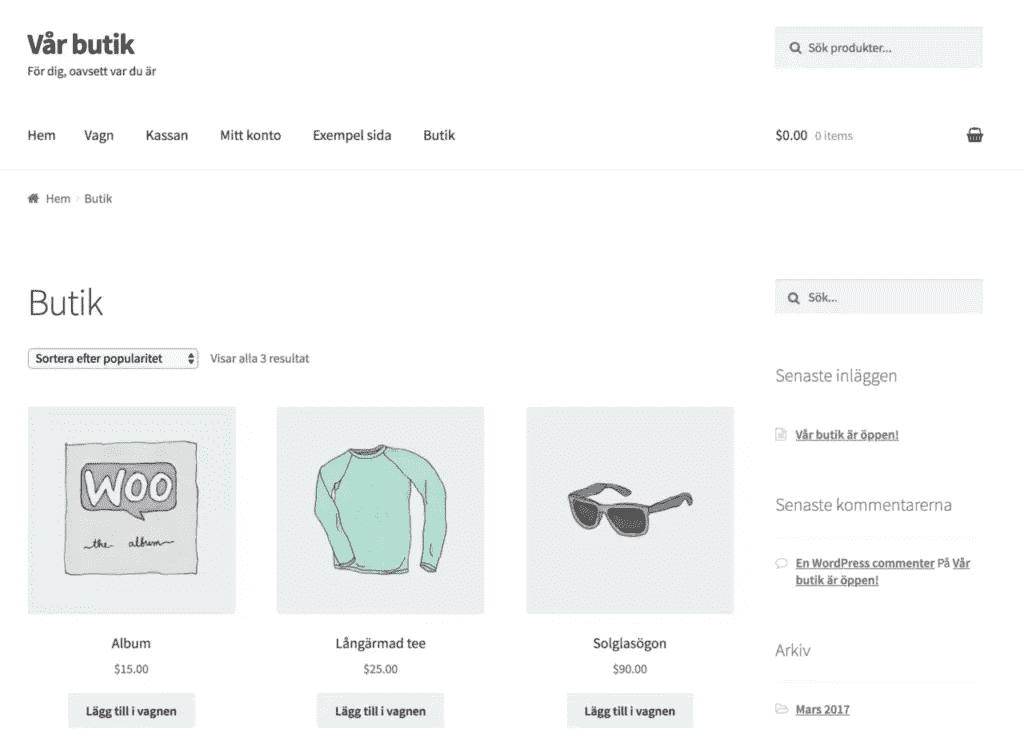 Vår butik
För dig, oavsett var du är
Sök produkter...
Hem Vagn Kassan Mitt konto Exempel sida Butik
$0.00 0 items
Hem Butik
Butik
Sortera efter popularitet Visar alla 3 resultat
WOO
the album
Album
$15.00
Lägg till i vagnen
Långärmad tee
$25.00
Lägg till i vagnen
Solglasögon
$90.00
Lägg till i vagnen
Sök...
Senaste inläggen
Vår butik är öppen!
Senaste kommentarerna
En WordPress commenter På Vår
butik är öppen!
Arkiv
Mars 2017